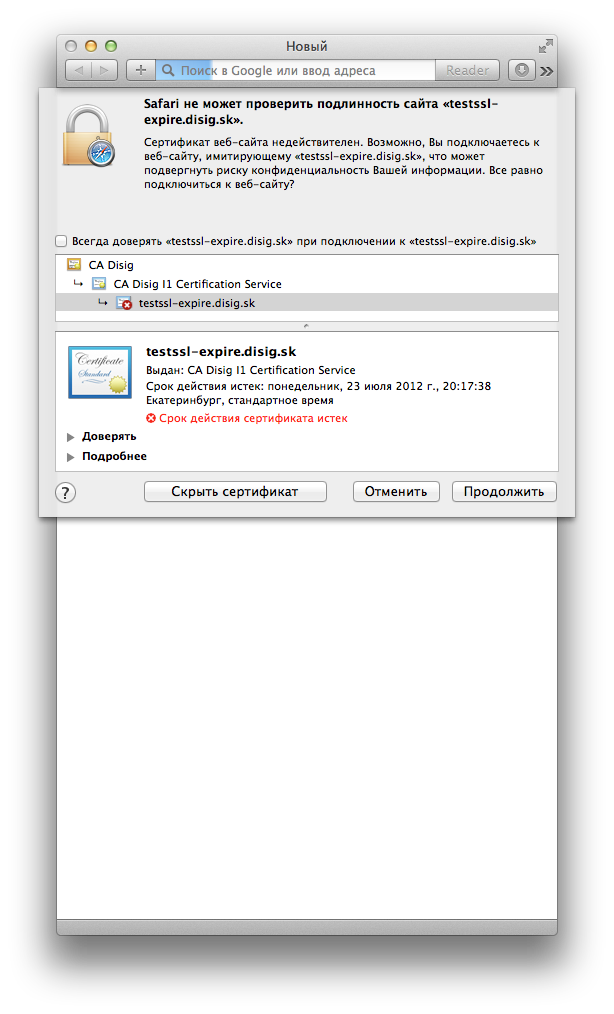 Новый
Поиск в Google или ввод адреса
Reader
Safari не может проверить подлинность сайта «testssl-
expire.disig.sk».
Сертификат веб-сайта недействителен. Возможно, Вы подключаетесь к
веб-сайту, имитирующему «testssl-expire.disig.sk», что может
подвергнуть риску конфиденциальность Вашей информации. Все равно
подключиться к веб-сайту?
Всегда доверять «testssl-expire.disig.sk» при подключении к «testssl-expire.disig.sk»
CA Disig
CA Disig I1 Certification Service
testssl-expire.disig.sk
Certificate
Standard
testssl-expire.disig.sk
Выдан: CA Disig I1 Certification Service
Срок действия истек: понедельник, 23 июля 2012 г., 20:17:38
Екатеринбург, стандартное время
Срок действия сертификата истек
Доверять
Подробнее
?
Скрыть сертификат
Отменить
Продолжить